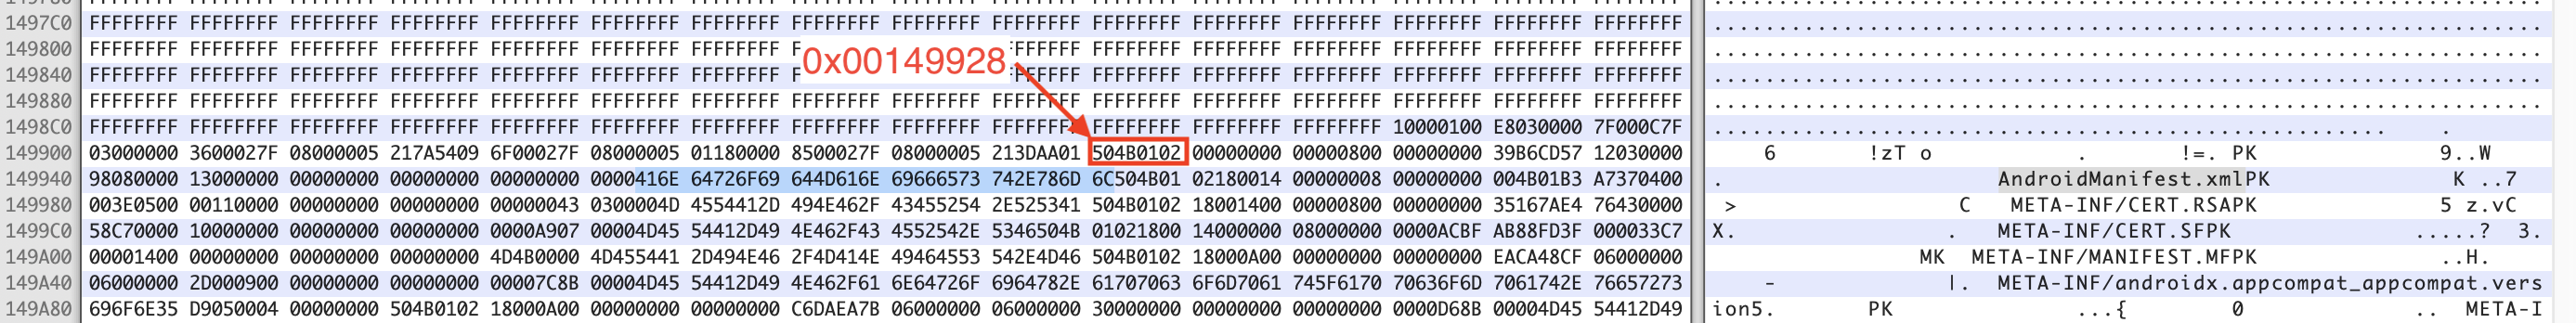 1497C0 FFFFFFFF FFFFFFFF FFFFFFFF FFFFFFFF FFFFFFFF FFFFFFFF FFFFFFFF FFFFFFFF FFFFFFFF FFFFFFFF FFFFFFFF FFFFFFFF FFFFFFFF FFFFFFFF FFFFFFFF FFFFFFFF ................................................................
149800 FFFFFFFF FFFFFFFF FFFFFFFF FFFFFFFF FFFFFFFF FFFFFFFF FFFFFFFF FFFFFFFF FFFFFFFF FFFFFFFF FFFFFFFF FFFFFFFF FFFFFFFF ................................................................
0x00149928
149840 FFFFFFFF FFFFFFFF FFFFFFFF FFFFFFFF FFFFFFFF FFFFFFFF FFFFFFFF FFFFFFFF FFFFFFFF FFFFFFFF FFFFFFFF FFFFFFFF FFFFFFFF ................................................................
149880 FFFFFFFF FFFFFFFF FFFFFFFF FFFFFFFF FFFFFFFF FFFFFFFF FFFFFFFF FFFFFFFF FFFFFFFF FFFFFFFF FFFFFFFF FFFFFFFF FFFFFFFF FFFFFFFF FFFFFFFF FFFFFFFF ................................................................
1498C0 FFFFFFFF FFFFFFFF FFFFFFFF FFFFFFFF FFFFFFFF FFFFFFFF FFFFFFFF FFFFFFFF FFFFFFFF FFFFFFFF FFFFFFFF FFFFFFFF FFFFFFFF 10000100 E8030000 7F000C7F .................................................... .
149900 03000000 3600027F 08000005 217A5409 6F00027F 08000005 01180000 8500027F 08000005 213DAA01 504B0102 00000000 00000800 00000000 39B6CD57 12030000 6 !zT o . !=. PK 9..W
149940 98080000 13000000 00000000 00000000 00000000 0000416E 64726F69 644D616E 69666573 742E786D 6C504B01 02180014 00000008 00000000 004B01B3 A7370400 . AndroidManifest.xmlPK K ..7
149980 003E0500 00110000 00000000 00000000 00000043 0300004D 4554412D 494E462F 43455254 2E525341 504B0102 18001400 00000800 00000000 35167AE4 76430000 > C META-INF/CERT.RSAPK 5 z.vC
1499C0 58C70000 10000000 00000000 00000000 0000A907 00004D45 54412D49 4E462F43 4552542E 5346504B 01021800 14000000 08000000 0000ACBF AB88FD3F 000033C7 X. . META-INF/CERT.SFPK .....? 3.
149A00 00001400 00000000 00000000 00000000 4D4B0000 4D455441 2D494E46 2F4D414E 49464553 542E4D46 504B0102 18000A00 00000000 00000000 EACA48CF 06000000 MK META-INF/MANIFEST.MFPK ..H.
149A40 06000000 2D000900 00000000 00000000 00007C8B 00004D45 54412D49 4E462F61 6E64726F 6964782E 61707063 6F6D7061 745F6170 70636F6D 7061742E 76657273 - |. META-INF/androidx.appcompat_appcompat.vers
149A80 696F6E35 D9050004 00000000 504B0102 18000A00 00000000 00000000 C6DAEA7B 06000000 06000000 30000000 00000000 00000000 0000D68B 00004D45 54412D49 ion5. PK ...{ 0 .. META-I